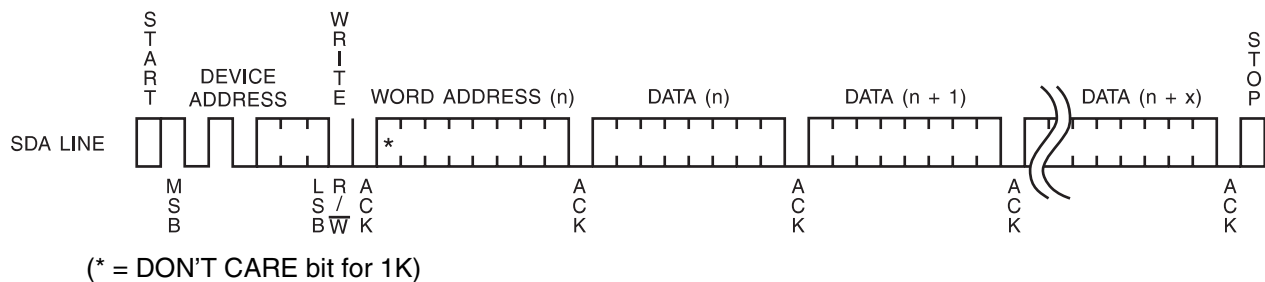 START
WRITE
STOP
DEVICE
ADDRESS
WORD ADDRESS (n)
DATA (n)
DATA (n + 1)
DATA (n + x)
SDA LINE
*
MSB
LSB
R/W
ACK
ACK
ACK
ACK
ACK
(* = DON'T CARE bit for 1K)